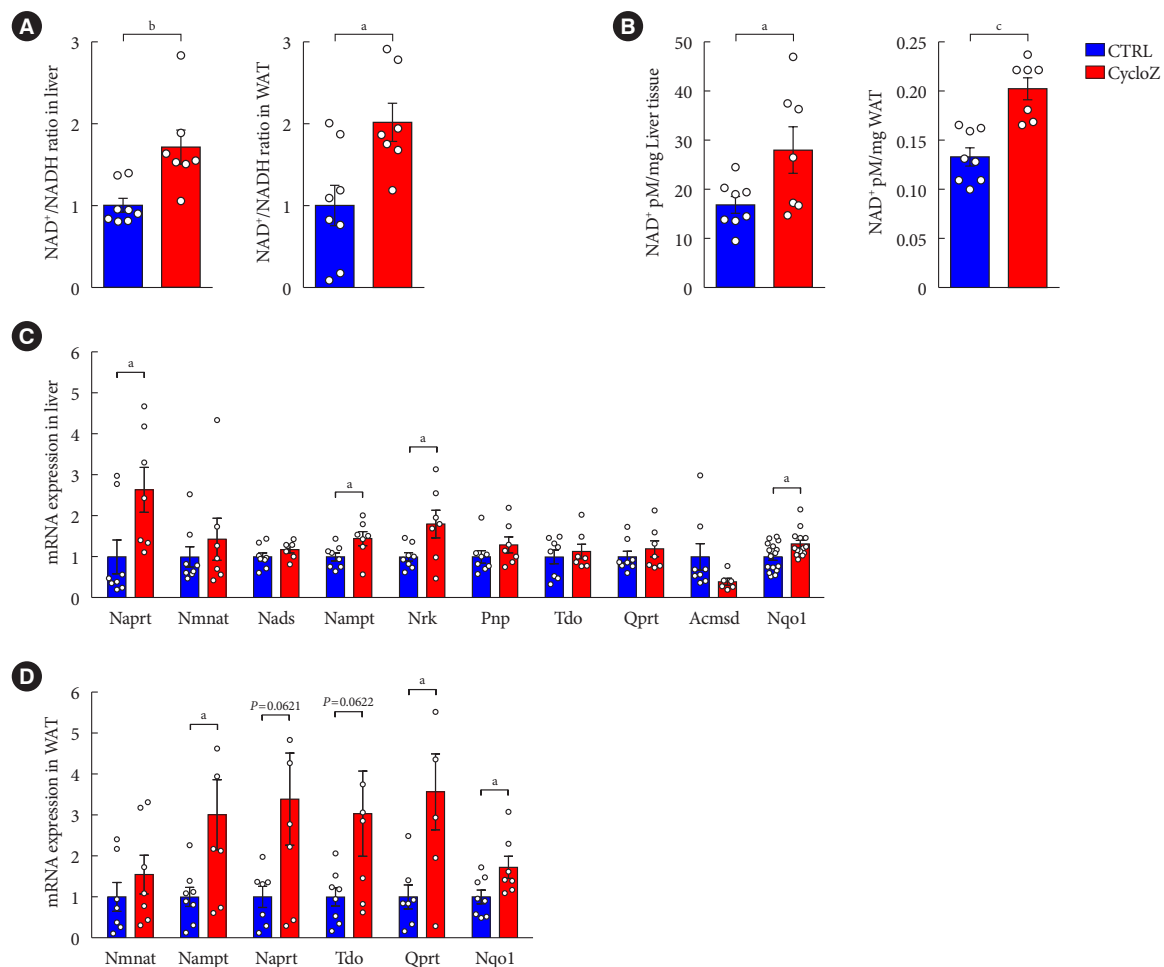 A
b
3
2
1
0
NAD⁺/NADH ratio in liver
a
3
2
1
0
NAD⁺/NADH ratio in WAT
B
a
50
40
30
20
10
0
NAD⁺ pM/mg Liver tissue
c
0.25
0.20
0.15
0.10
0.05
0
NAD⁺ pM/mg WAT
CTRL
CycloZ
C
6
5
4
3
2
1
0
mRNA expression in liver
a
a
a
a
Naprt Nmnat Nads Nampt Nrk Pnp Tdo Qprt Acmsd Nqo1
D
6
5
4
3
2
1
0
mRNA expression in WAT
a
P=0.0621
P=0.0622
a
a
Nmnat Nampt Naprt Tdo Qprt Nqo1